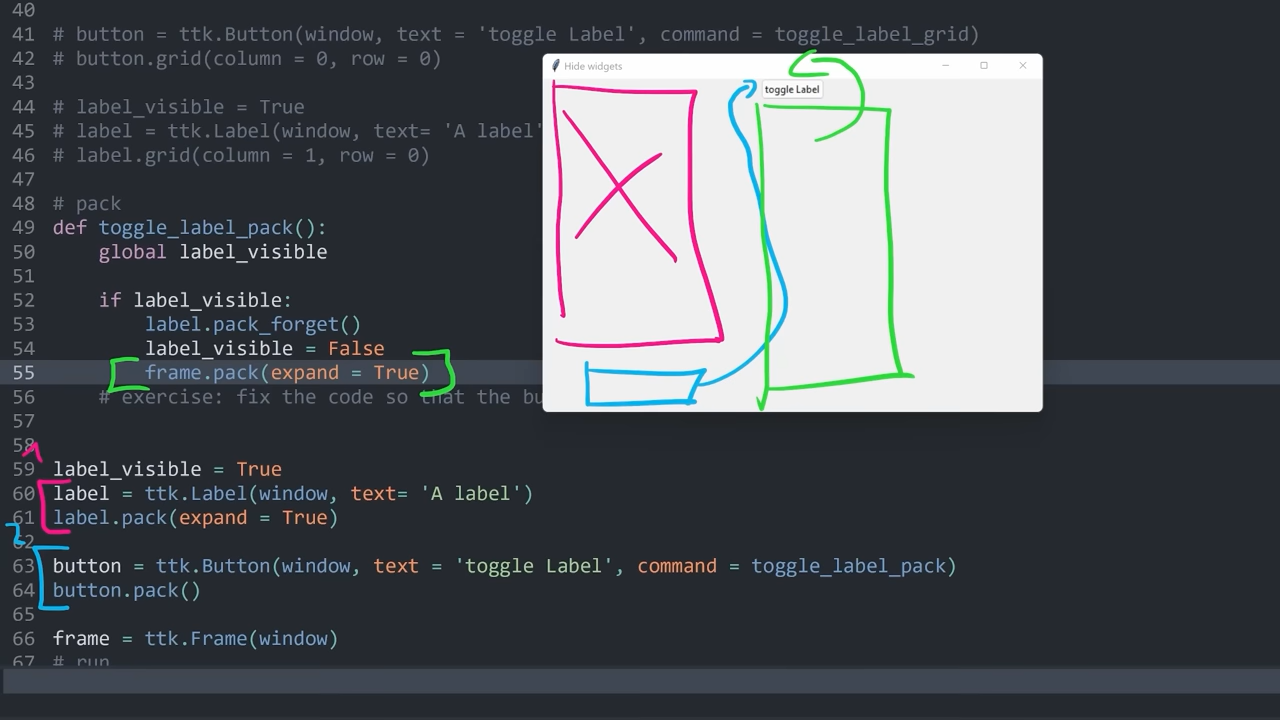 40
41 # button = ttk.Button(window, text = 'toggle Label', command = toggle_label_grid)
42 # button.grid(column = 0, row = 0)
43
44 # label_visible = True
45 # label = ttk.Label(window, text= 'A label'
46 # label.grid(column = 1, row = 0)
47
48 # pack
49 def toggle_label_pack():
50 global label_visible
51
52 if label_visible:
53 label.pack_forget()
54 label_visible = False
55 frame.pack(expand = True)
56 # exercise: fix the code so that the bu
57
58
59 label_visible = True
60 label = ttk.Label(window, text= 'A label')
61 label.pack(expand = True)
62
63 button = ttk.Button(window, text = 'toggle Label', command = toggle_label_pack)
64 button.pack()
65
66 frame = ttk.Frame(window)
67 # run
Hide widgets
toggle Label
1
2